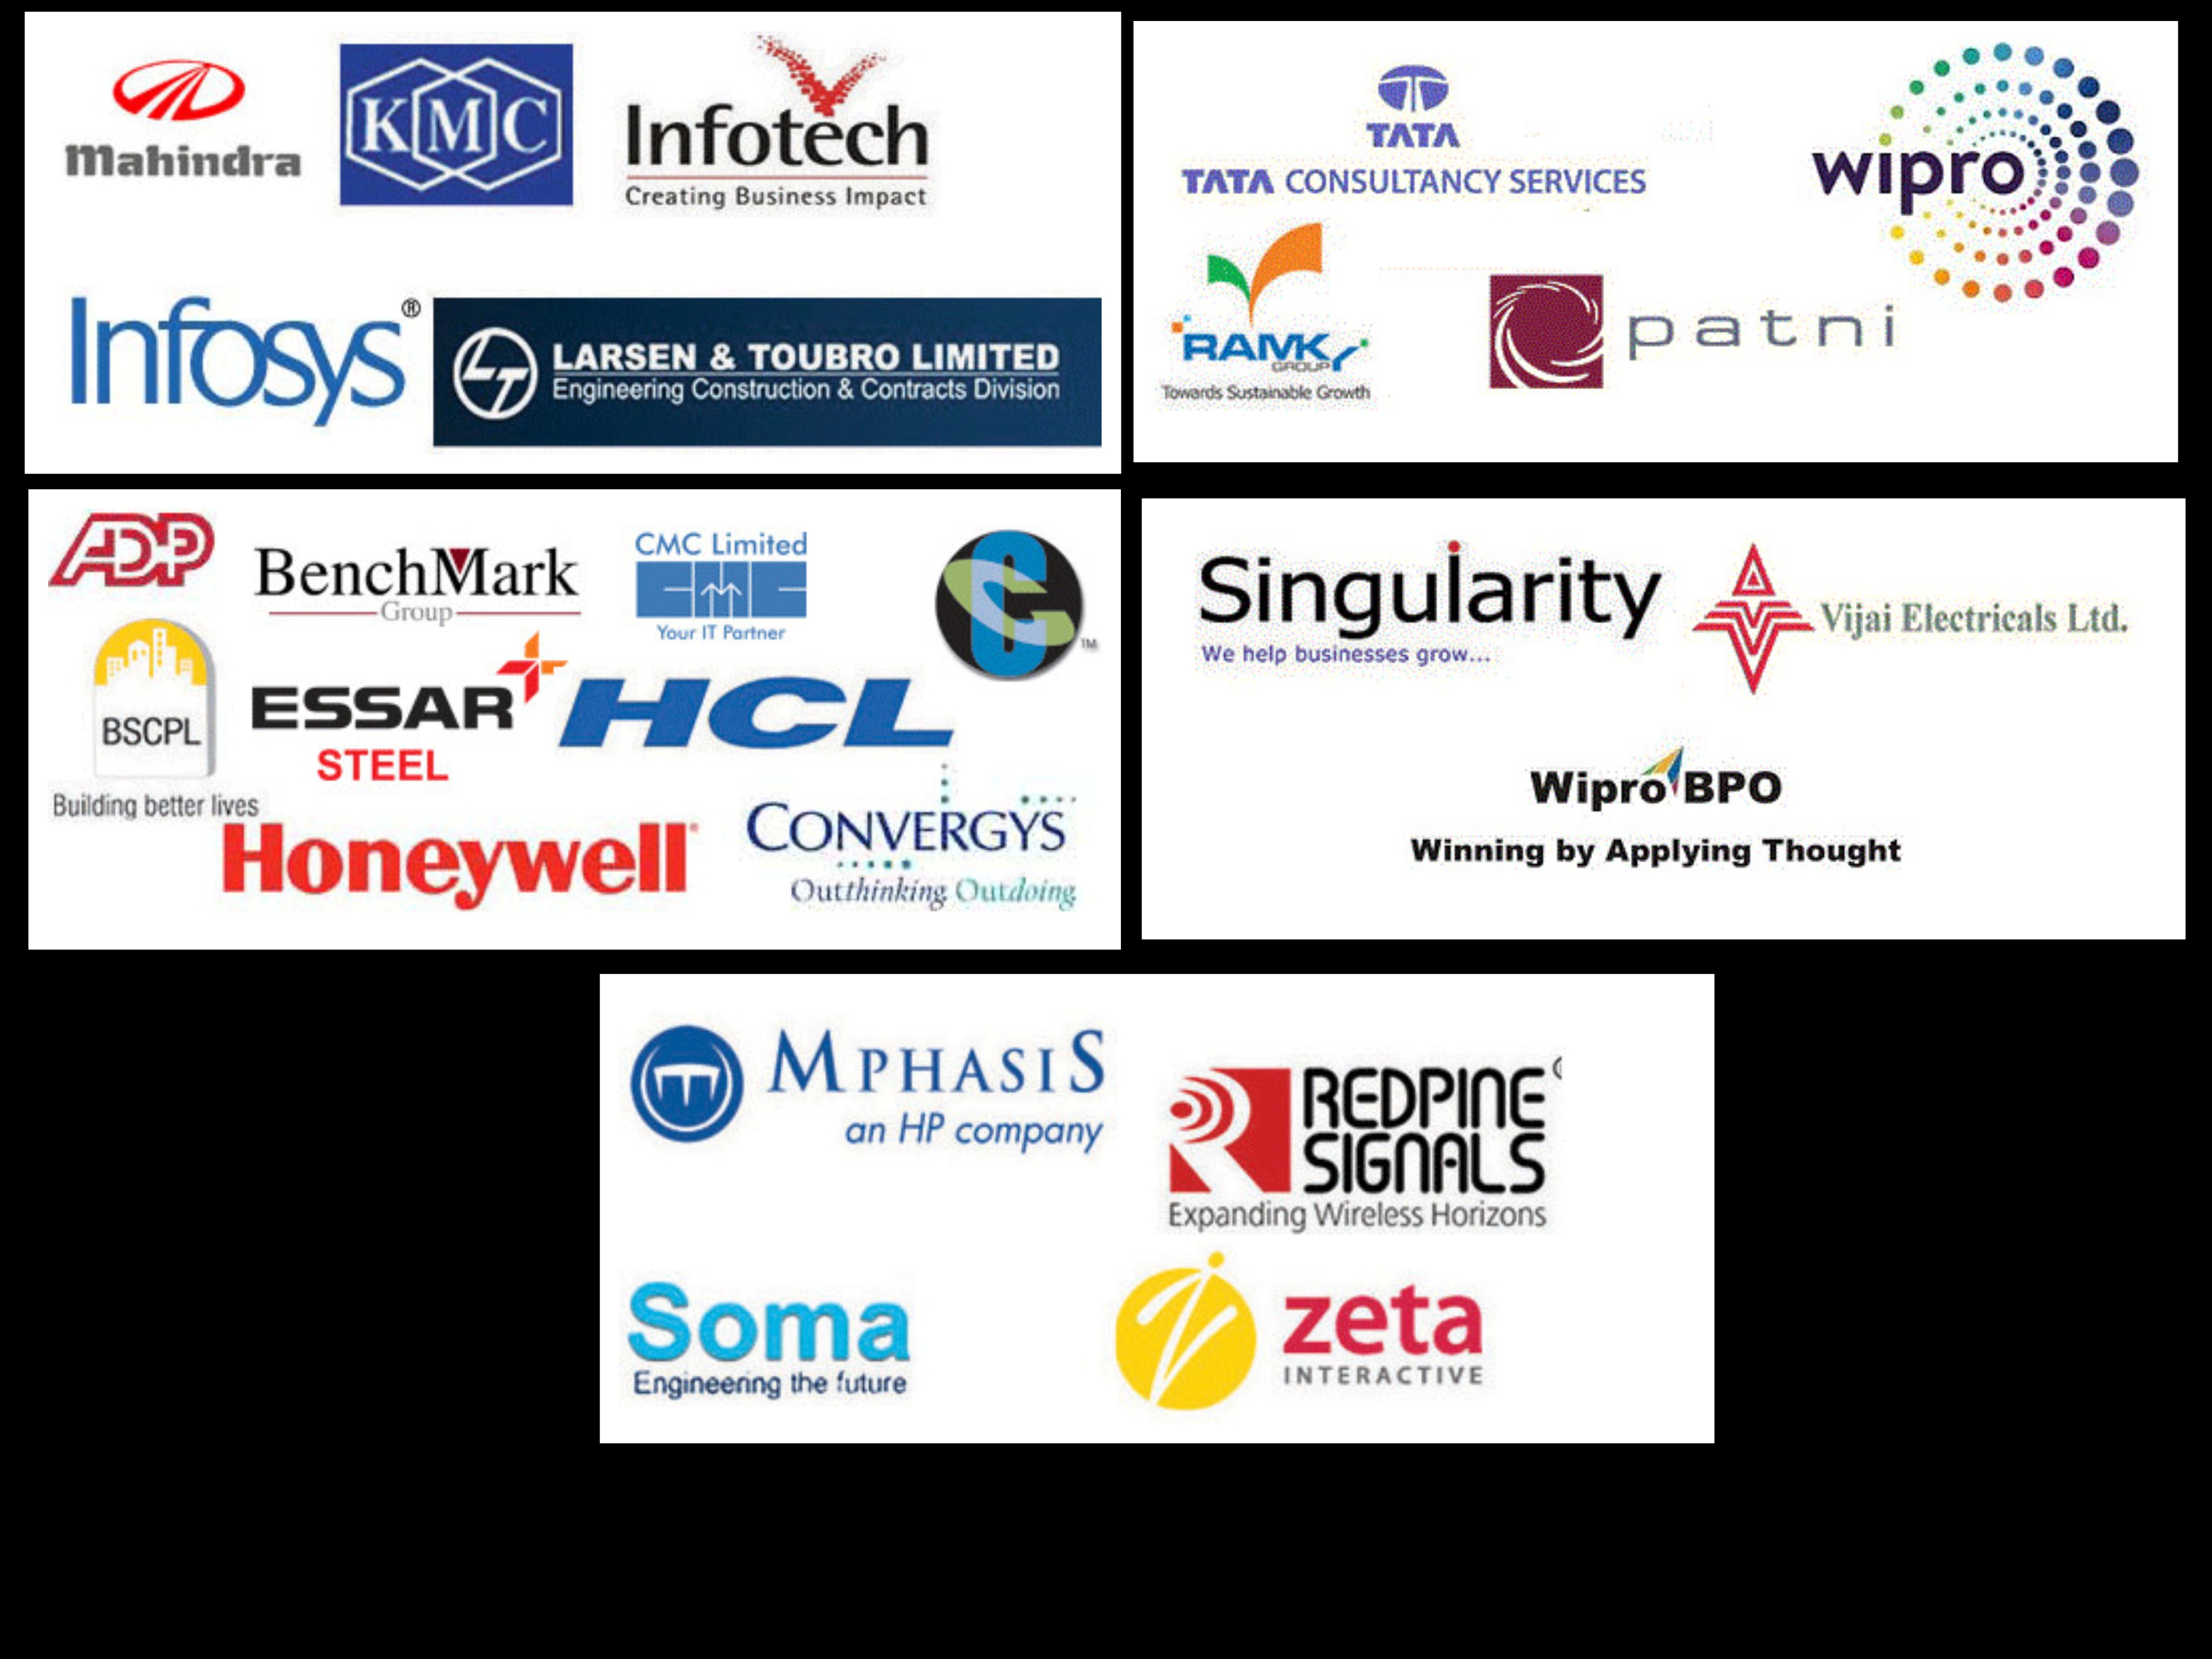 Mahindra
KMC
Infotech
Creating Business Impact
Infosys®
LT
LARSEN & TOUBRO LIMITED
Engineering Construction & Contracts Division
TATA
TATA CONSULTANCY SERVICES
wipro
RAMKY
GROUP
Towards Sustainable Growth
patni
ADP
BenchMark
Group
CMC Limited
CMC
Your IT Partner
C
TM
BSCPL
Building better lives
ESSAR
STEEL
HCL
Honeywell
CONVERGYS
Outthinking Outdoing
Singularity
We help businesses grow...
Vijai Electricals Ltd.
Wipro BPO
Winning by Applying Thought
MPHASIS
an HP company
REDPINE
SIGNALS
Expanding Wireless Horizons
Soma
Engineering the future
zeta
INTERACTIVE